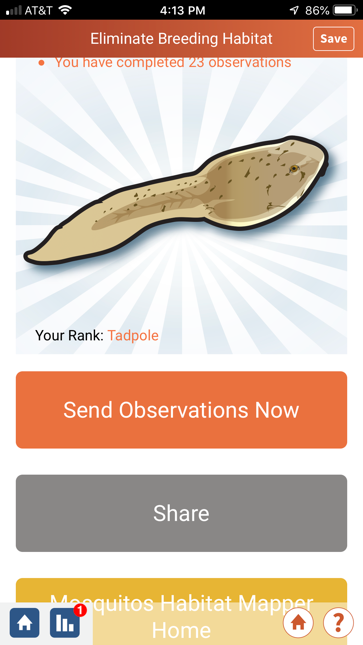 AT&T 4:13 PM 86%
Eliminate Breeding Habitat Save
• You have completed 23 observations
Your Rank: Tadpole
Send Observations Now
Share
Mosquitos Habitat Mapper
Home
1
?